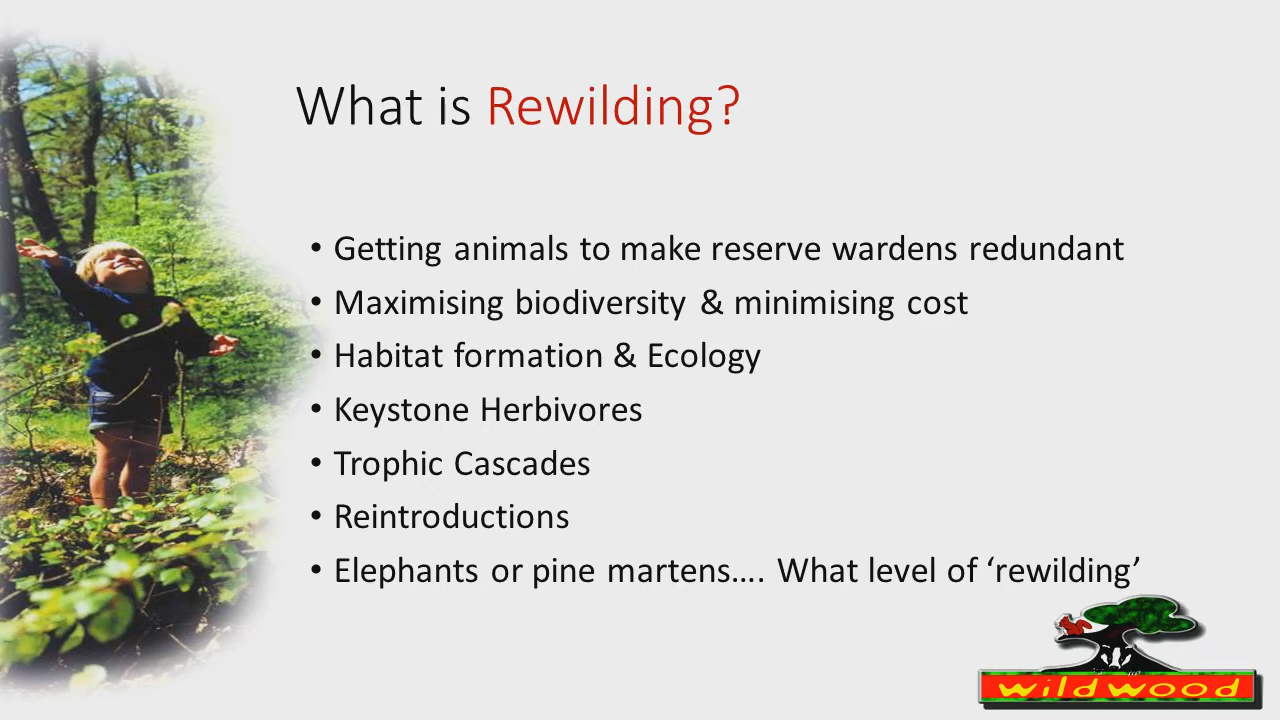 What is Rewilding?
• Getting animals to make reserve wardens redundant
• Maximising biodiversity & minimising cost
• Habitat formation & Ecology
• Keystone Herbivores
• Trophic Cascades
• Reintroductions
• Elephants or pine martens…. What level of ‘rewilding’
wildwood